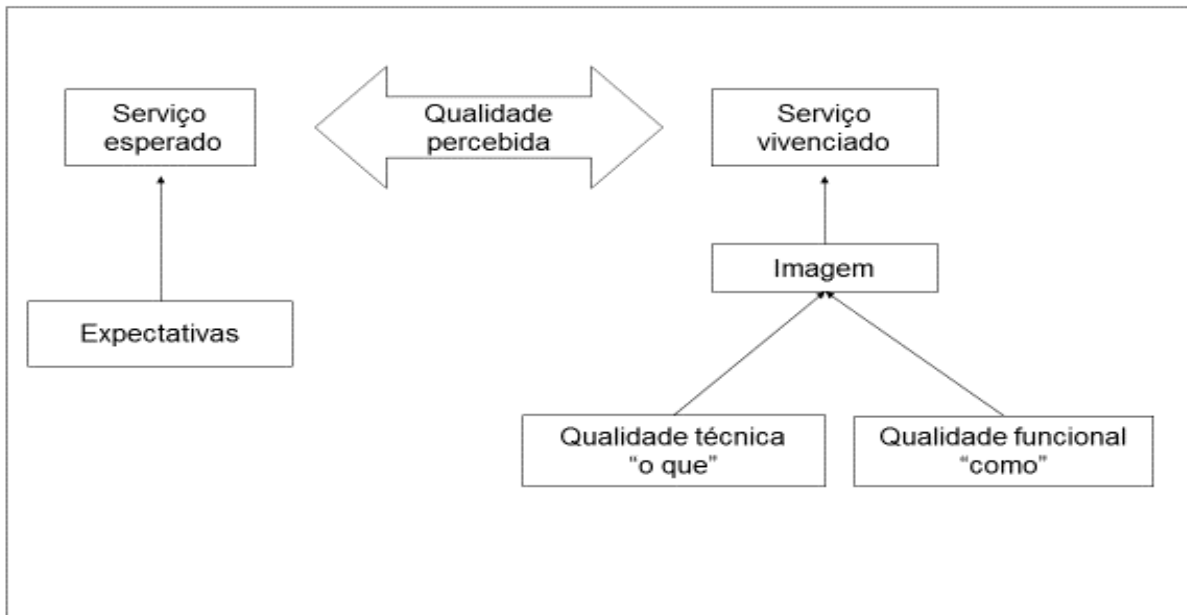 Serviço
esperado
Qualidade
percebida
Serviço
vivenciado
Imagem
Expectativas
Qualidade técnica
“o que”
Qualidade funcional
“como”